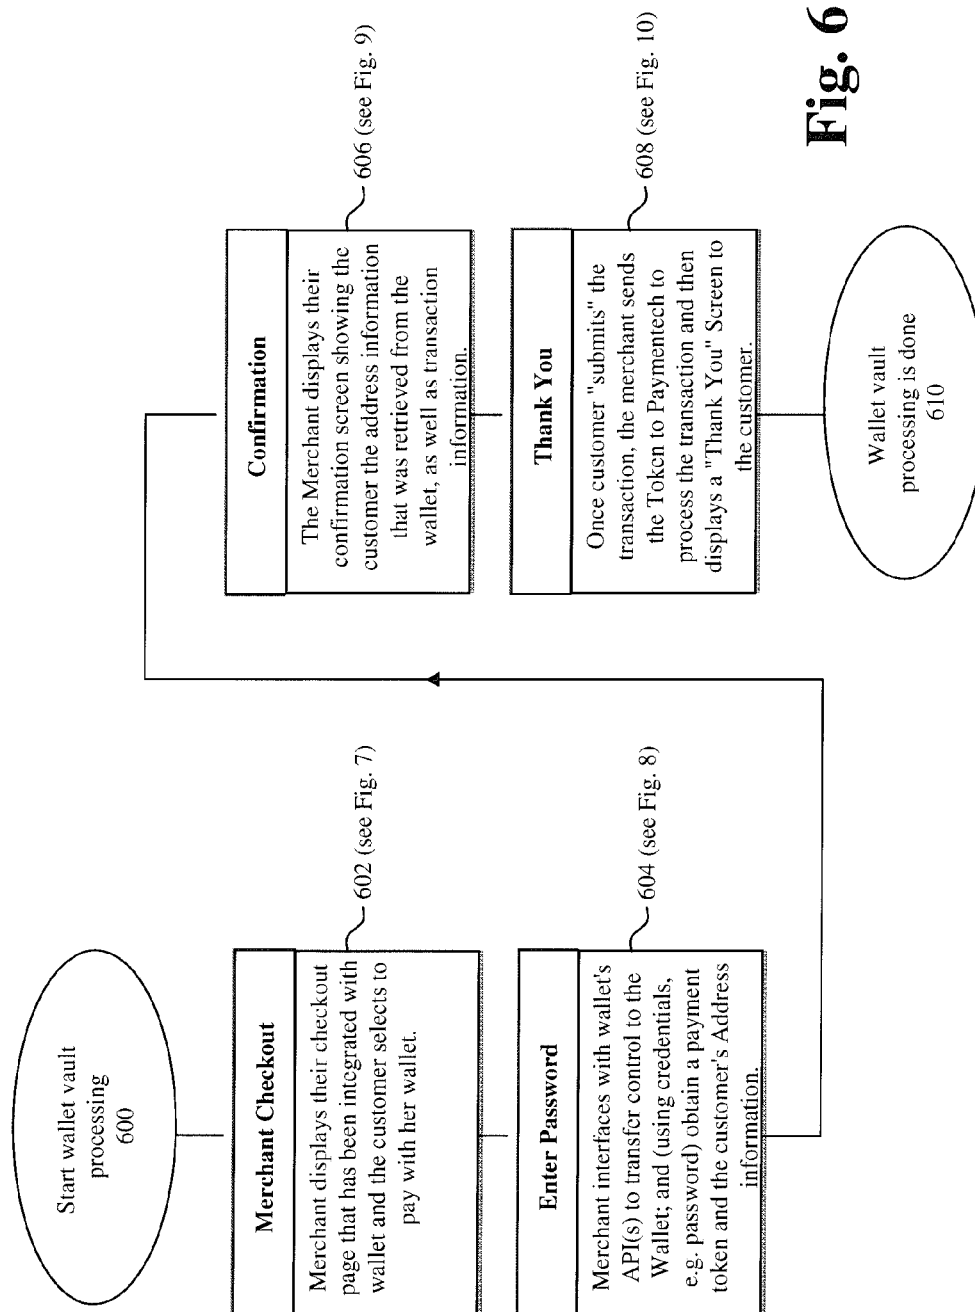 Start wallet vault
processing
600
Merchant Checkout
Merchant displays their checkout
page that has been integrated with
wallet and the customer selects to
pay with her wallet.
602 (see Fig. 7)
Enter Password
Merchant interfaces with wallet's
API(s) to transfer control to the
Wallet; and (using credentials,
e.g. password) obtain a payment
token and the customer's Address
information.
604 (see Fig. 8)
Confirmation
The Merchant displays their
confirmation screen showing the
customer the address information
that was retrieved from the
wallet, as well as transaction
information.
606 (see Fig. 9)
Thank You
Once customer "submits" the
transaction, the merchant sends
the Token to Paymentech to
process the transaction and then
displays a "Thank You" Screen to
the customer.
608 (see Fig. 10)
Wallet vault
processing is done
610
Fig. 6